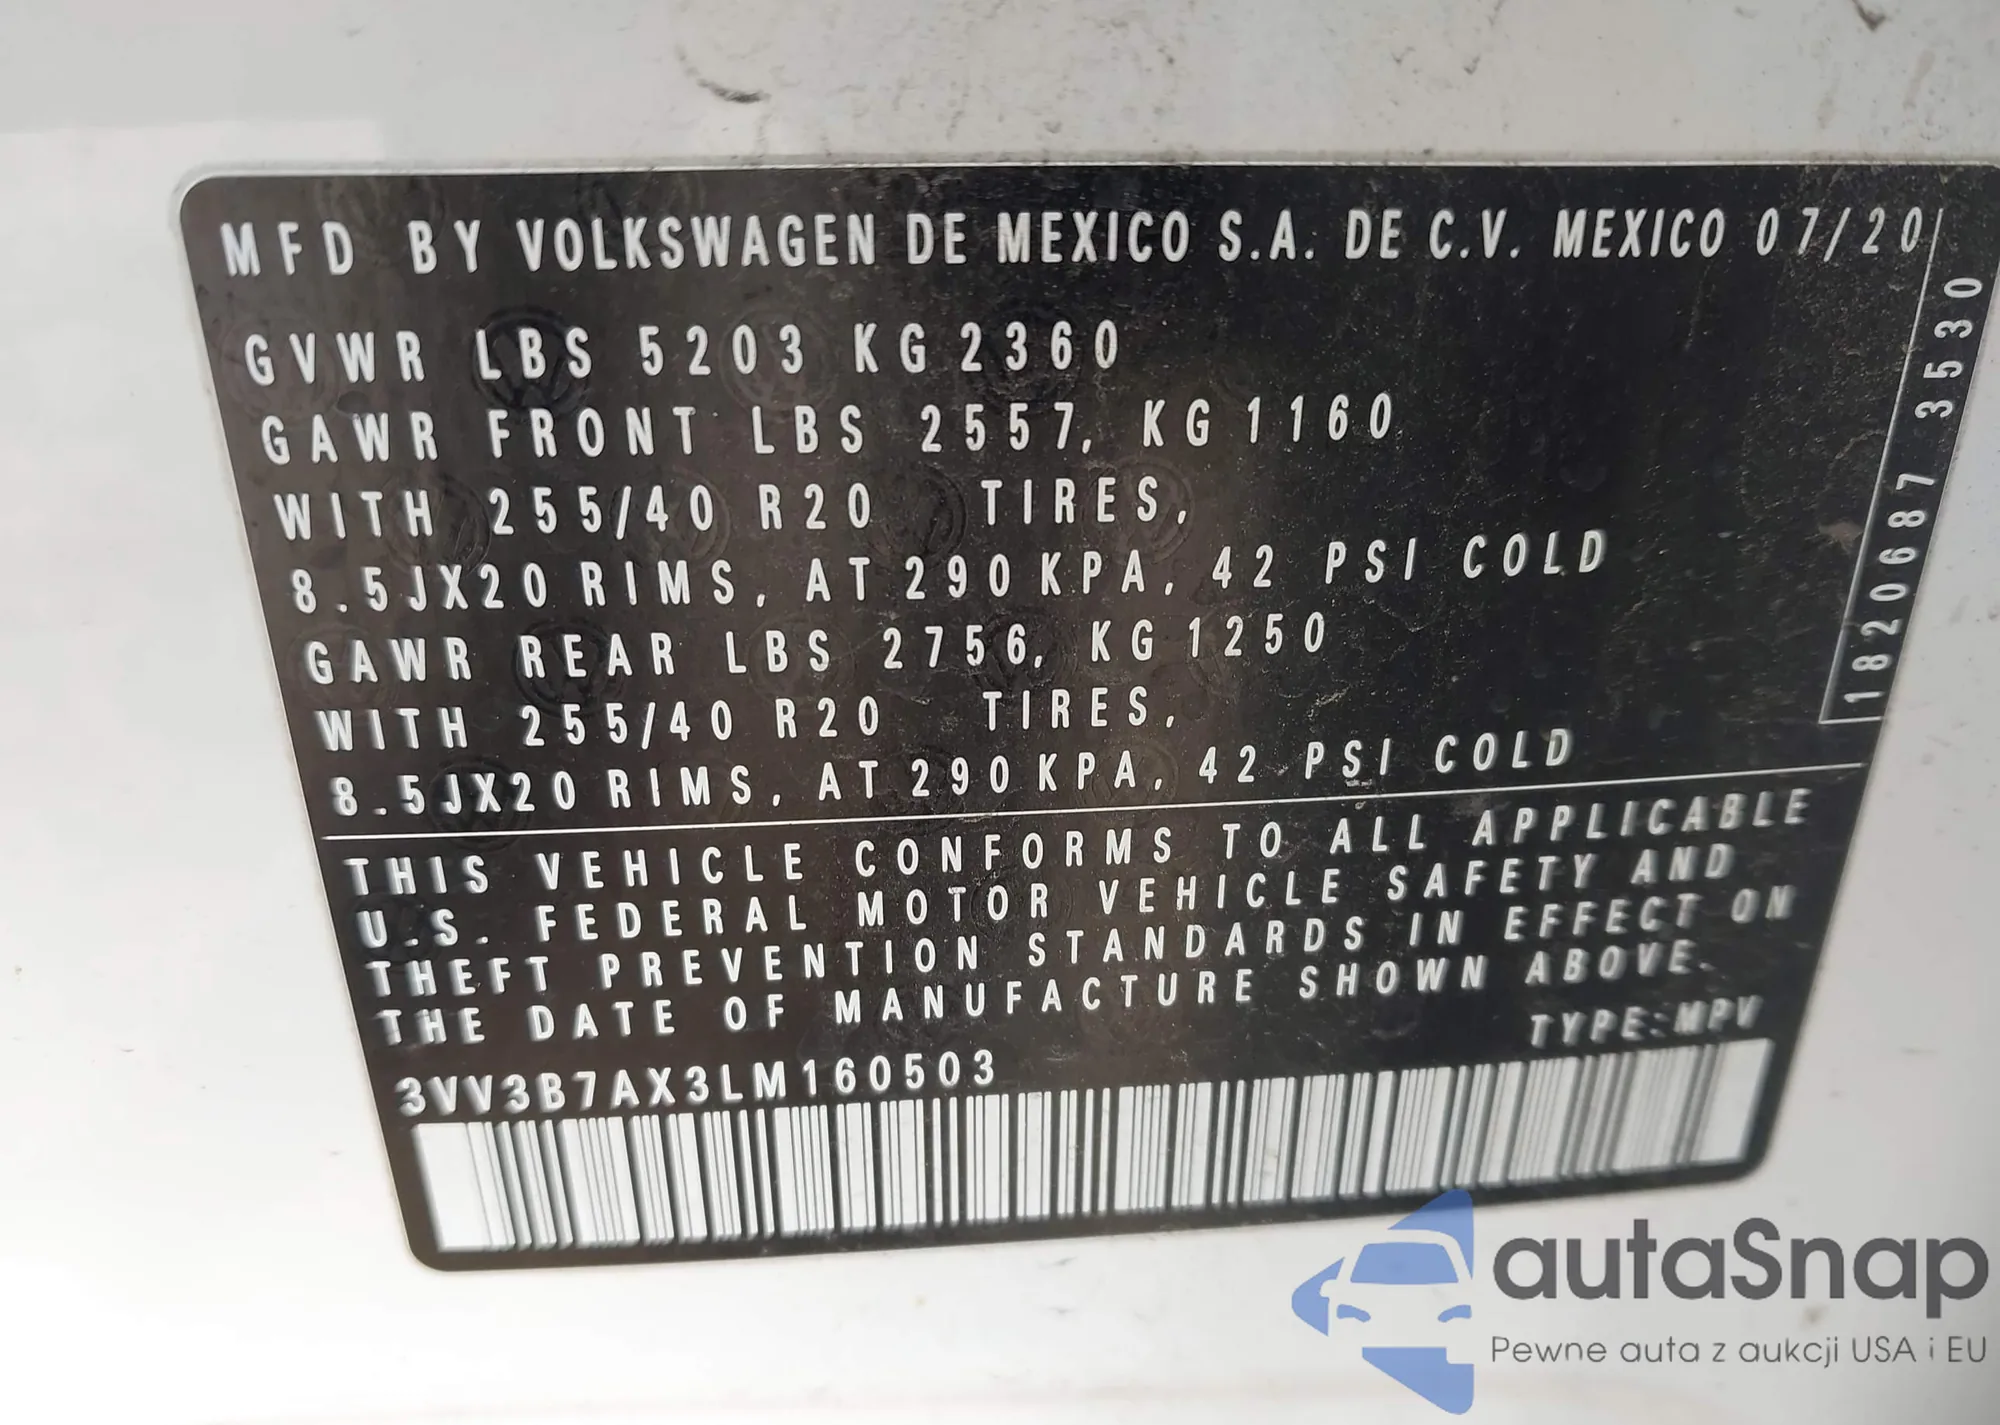 MFD BY VOLKSWAGEN DE MEXICO S.A. DE C.V. MEXICO 07/20
GVWR LBS 5203 KG 2360
GAWR FRONT LBS 2557, KG 1160
WITH 255/40 R20 TIRES,
8.5JX20 RIMS, AT 290 KPA, 42 PSI COLD
GAWR REAR LBS 2756, KG 1250
WITH 255/40 R20 TIRES,
8.5JX20 RIMS, AT 290 KPA, 42 PSI COLD
1820687 3530
THIS VEHICLE CONFORMS TO ALL APPLICABLE
U.S. FEDERAL MOTOR VEHICLE SAFETY AND
THEFT PREVENTION STANDARDS IN EFFECT ON
THE DATE OF MANUFACTURE SHOWN ABOVE.
TYPE: MPV
3VV3B7AX3LM160503
autaSnap
Pewne auta z aukcji USA i EU